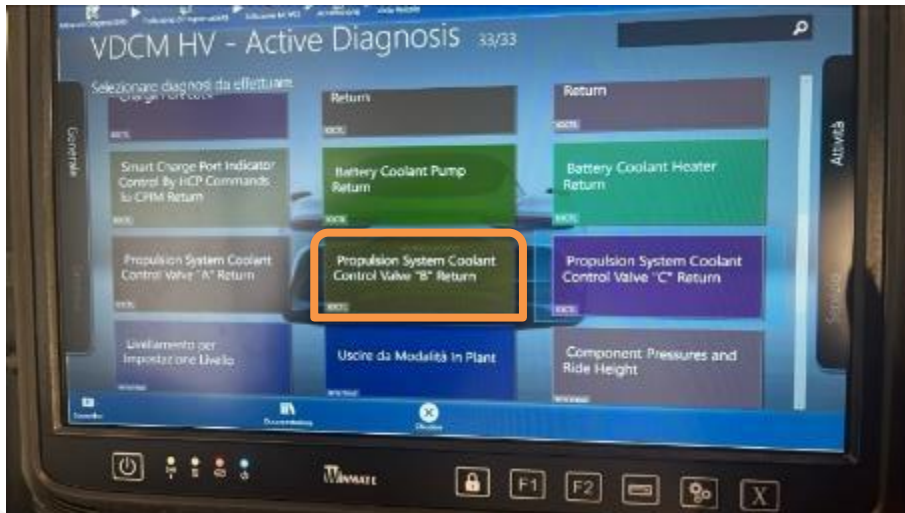 VDCM HV - Active Diagnosis 33/33
Selezionare diagnosi da effettuare
Generale
Attività
Return
Return
Smart Charge Port Indicator
Control By HCP Commands
to CPIM Return
Battery Coolant Pump
Return
Battery Coolant Heater
Return
Propulsion System Coolant
Control Valve "A" Return
Propulsion System Coolant
Control Valve "B" Return
Propulsion System Coolant
Control Valve "C" Return
Livellamento per
Impostazione Livello
Uscire da Modalità In Plant
Component Pressures and
Ride Height
WINMATE
F1
F2
X